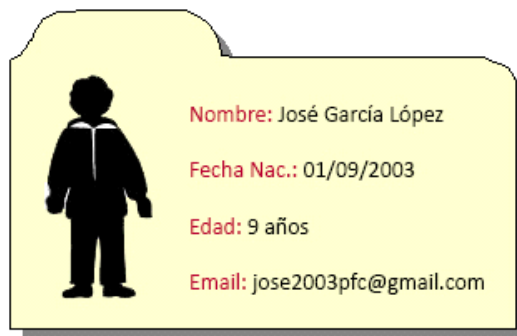 Nombre: José García López
Fecha Nac.: 01/09/2003
Edad: 9 años
Email: jose2003pfc@gmail.com